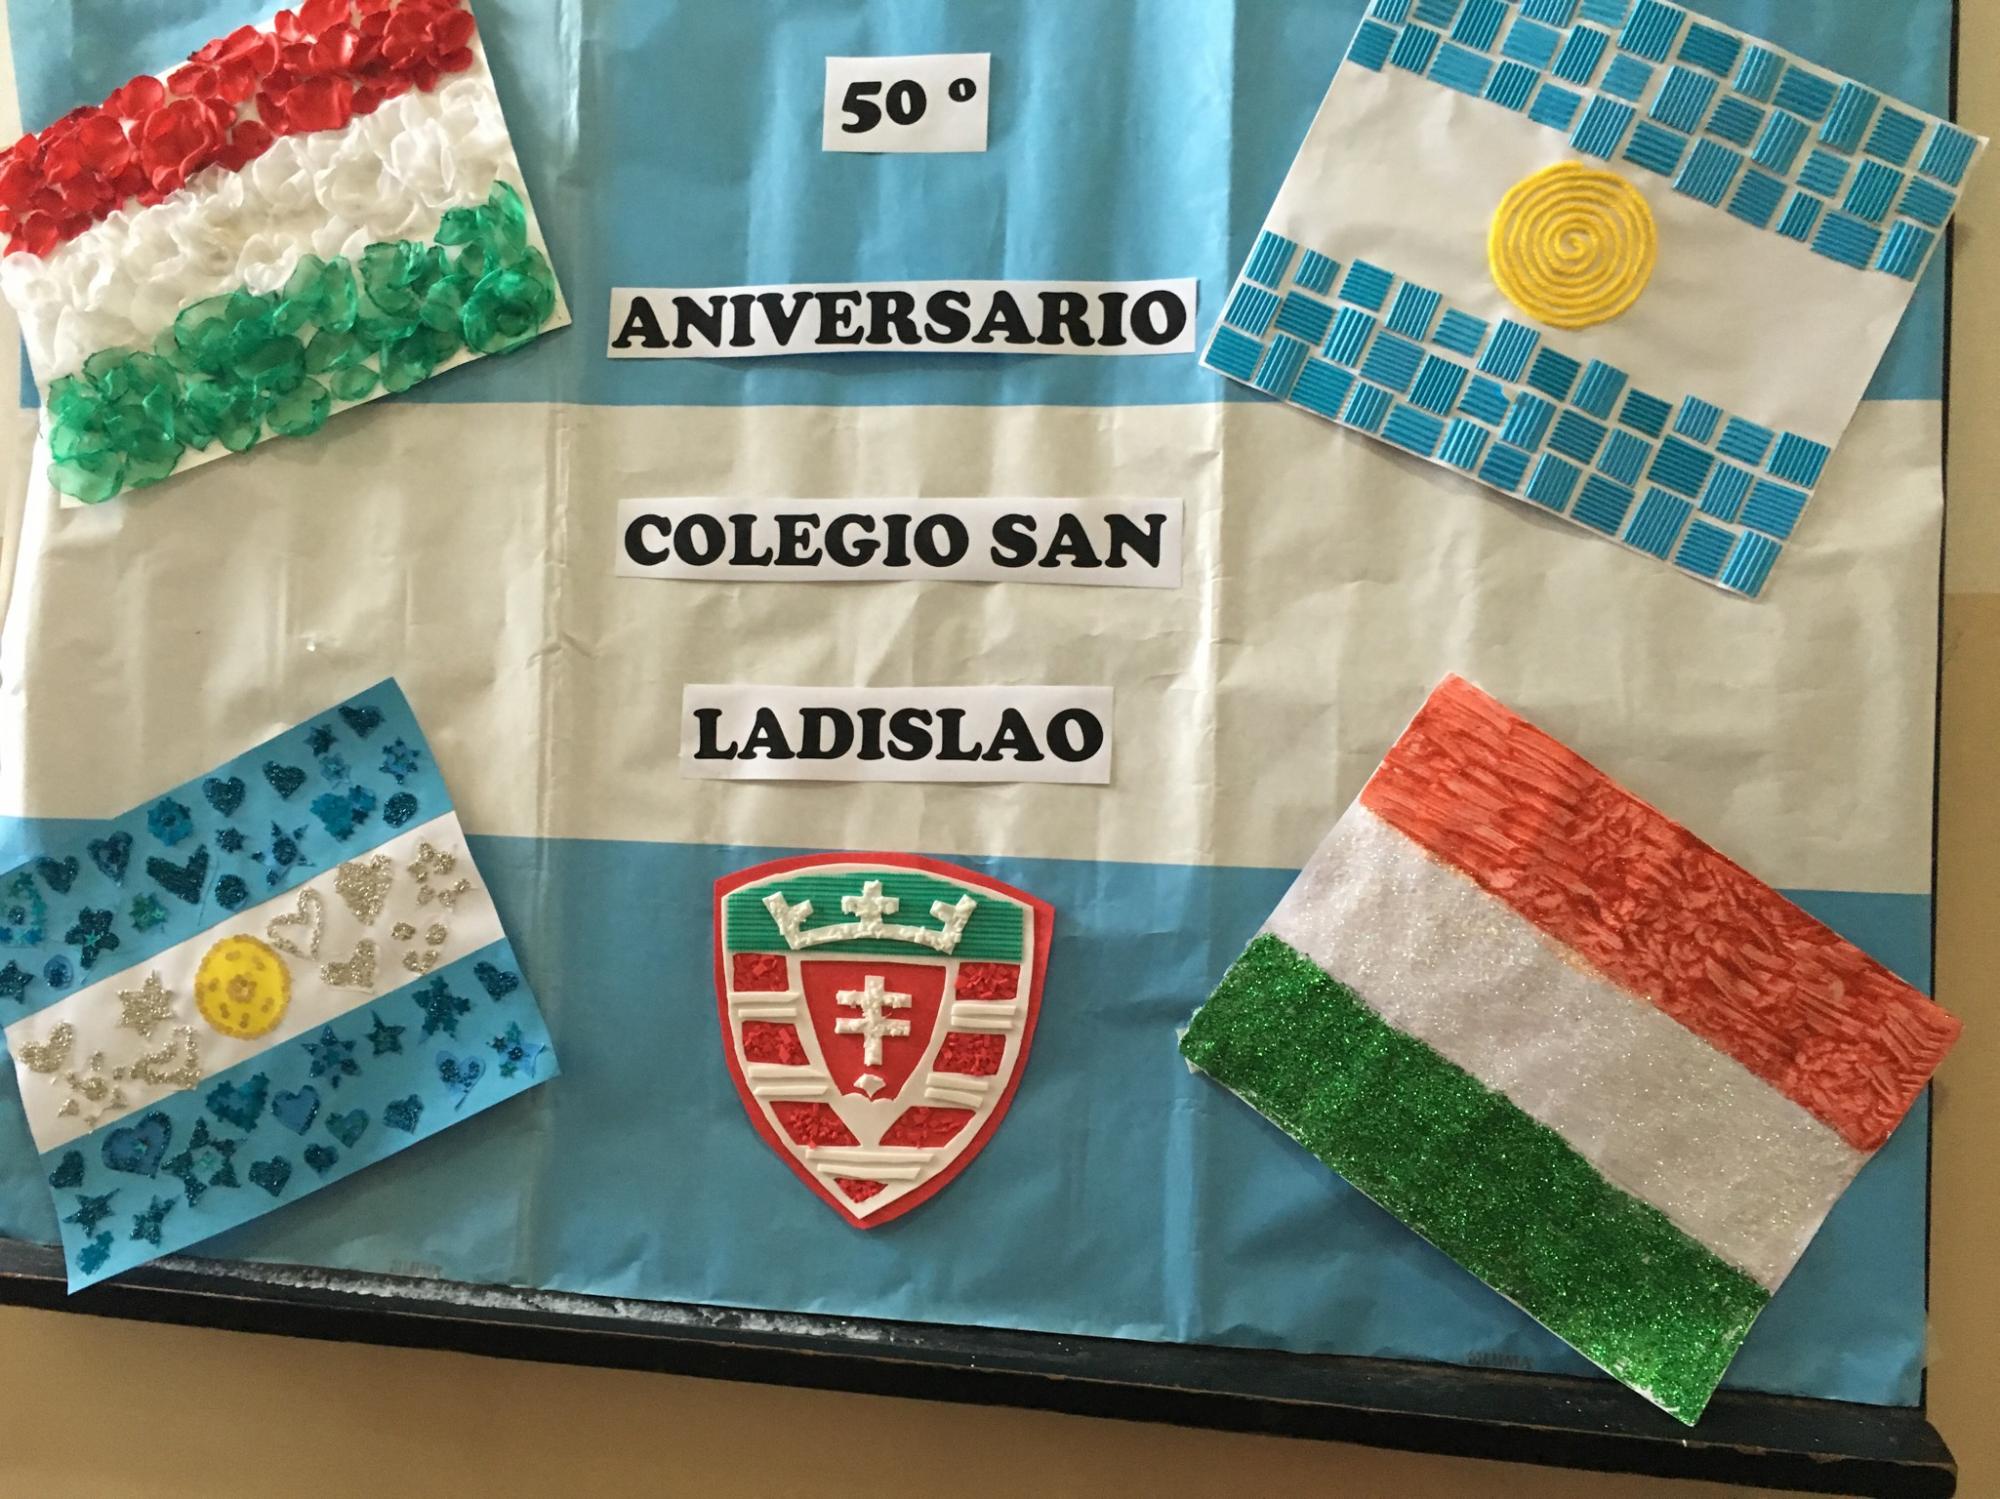 50 º
ANIVERSARIO
COLEGIO SAN
LADISLAO